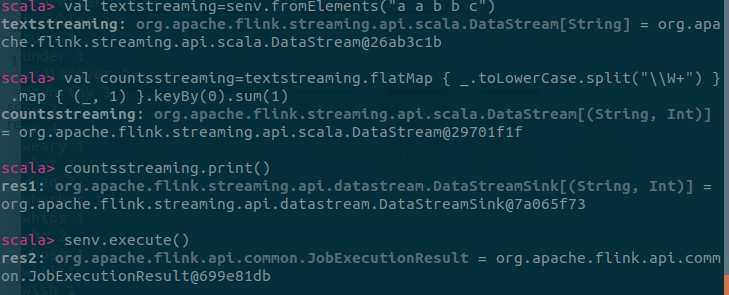 scala> val textstreaming=senv.fromElements("a a b b c")
textstreaming: org.apache.flink.streaming.api.scala.DataStream[String] = org.apa
che.flink.streaming.api.scala.DataStream@26ab3c1b
scala> val countsstreaming=textstreaming.flatMap { _.toLowerCase.split("\\W+") }
.map { (_, 1) }.keyBy(0).sum(1)
countsstreaming: org.apache.flink.streaming.api.scala.DataStream[(String, Int)]
= org.apache.flink.streaming.api.scala.DataStream@29701f1f
scala> countsstreaming.print()
res1: org.apache.flink.streaming.api.datastream.DataStreamSink[(String, Int)] =
org.apache.flink.streaming.api.datastream.DataStreamSink@7a065f73
scala> senv.execute()
res2: org.apache.flink.api.common.JobExecutionResult = org.apache.flink.api.comm
on.JobExecutionResult@699e81db